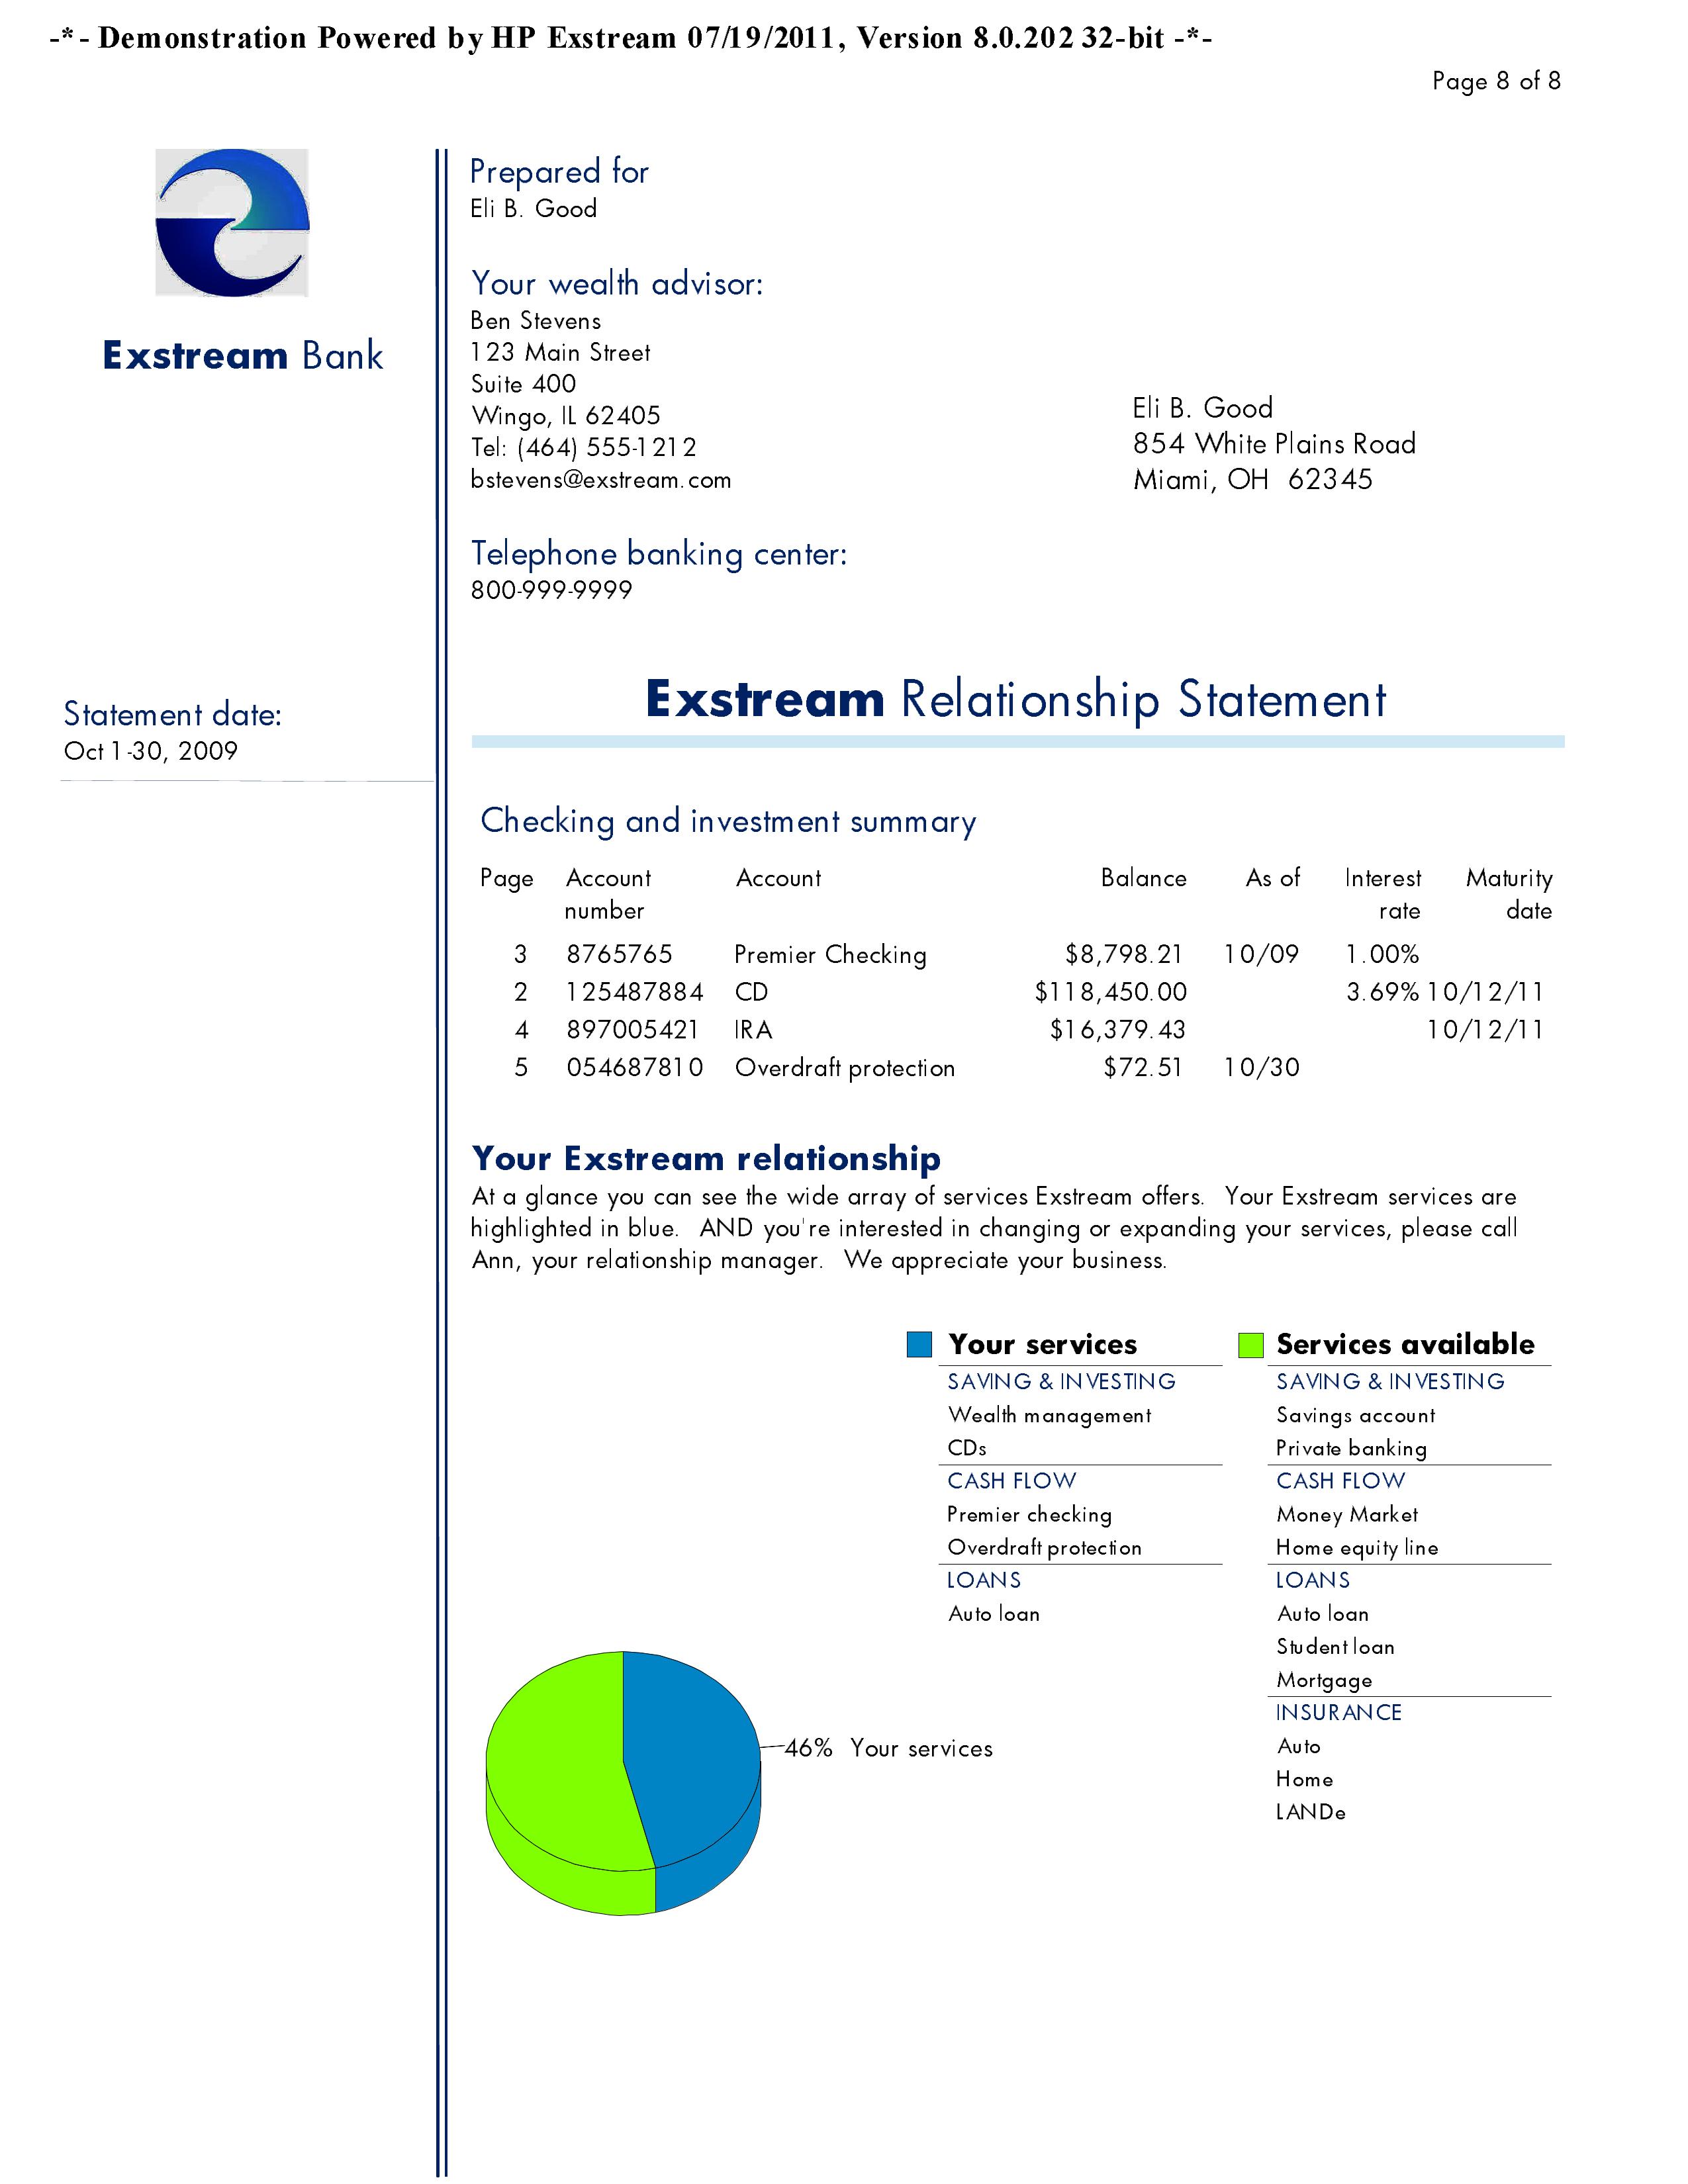 -*- Demonstration Powered by HP Exstream 07/19/2011, Version 8.0.202 32-bit -*-
Page 8 of 8
Exstream Bank
Prepared for
Eli B. Good
Your wealth advisor:
Ben Stevens
123 Main Street
Suite 400
Wingo, IL 62405
Tel: (464) 555-1212
bstevens@exstream.com
Eli B. Good
854 White Plains Road
Miami, OH 62345
Telephone banking center:
800-999-9999
Statement date:
Oct 1-30, 2009
Exstream Relationship Statement
Checking and investment summary
Page Account Account Balance As of Interest Maturity
number rate date
3 8765765 Premier Checking $8,798.21 10/09 1.00%
2 125487884 CD $118,450.00 3.69% 10/12/11
4 897005421 IRA $16,379.43 10/12/11
5 054687810 Overdraft protection $72.51 10/30
Your Exstream relationship
At a glance you can see the wide array of services Exstream offers. Your Exstream services are
highlighted in blue. AND you're interested in changing or expanding your services, please call
Ann, your relationship manager. We appreciate your business.
Your services
SAVING & INVESTING
Wealth management
CDs
CASH FLOW
Premier checking
Overdraft protection
LOANS
Auto loan
Services available
SAVING & INVESTING
Savings account
Private banking
CASH FLOW
Money Market
Home equity line
LOANS
Auto loan
Student loan
Mortgage
INSURANCE
Auto
Home
LANDe
46% Your services